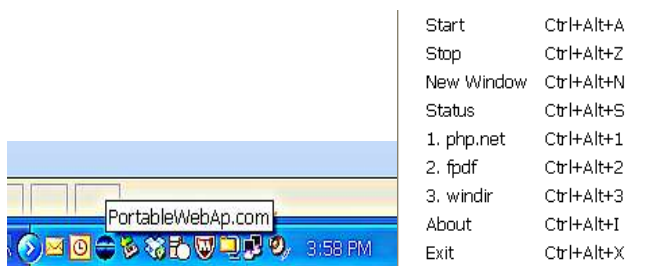 PortableWebAp.com
3:58 PM
Start Ctrl+Alt+A
Stop Ctrl+Alt+Z
New Window Ctrl+Alt+N
Status Ctrl+Alt+S
1. php.net Ctrl+Alt+1
2. fpdf Ctrl+Alt+2
3. windir Ctrl+Alt+3
About Ctrl+Alt+I
Exit Ctrl+Alt+X